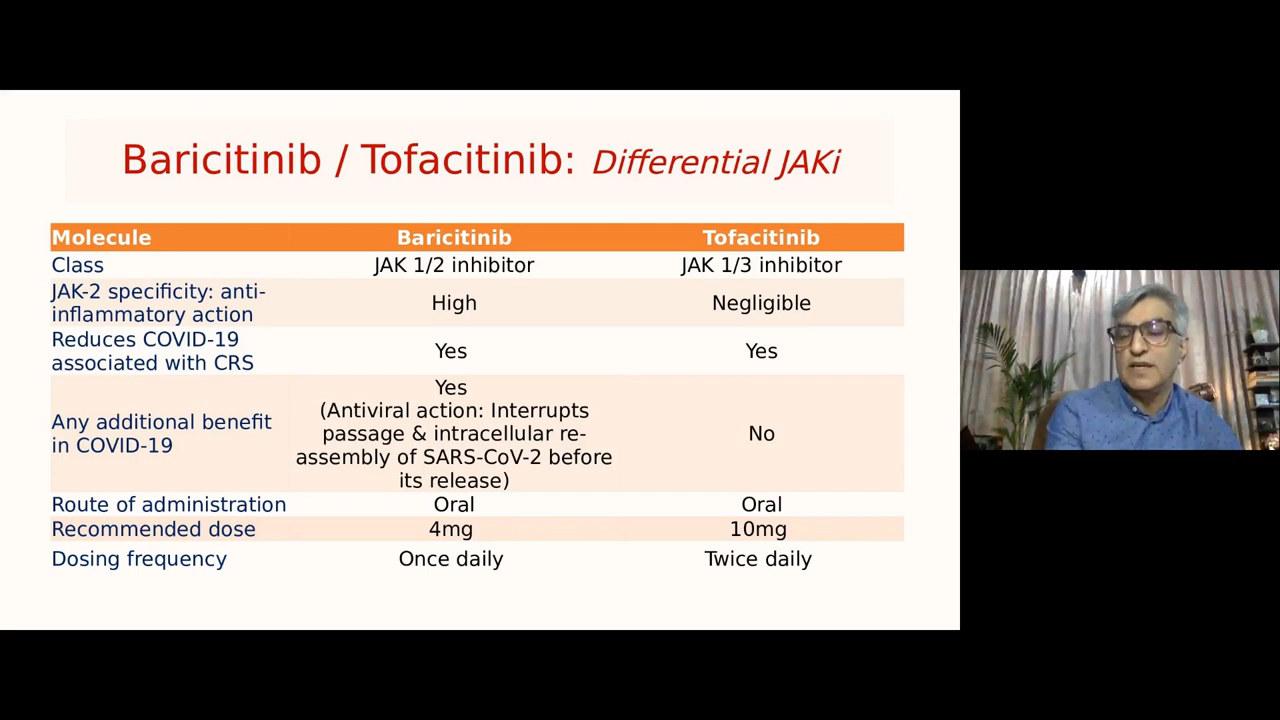 Baricitinib / Tofacitinib: Differential JAKi
Molecule Baricitinib Tofacitinib
Class JAK 1/2 inhibitor JAK 1/3 inhibitor
JAK-2 specificity: anti-
inflammatory action High Negligible
Reduces COVID-19
associated with CRS Yes Yes
Any additional benefit
in COVID-19
Yes
(Antiviral action: Interrupts
passage & intracellular re-
assembly of SARS-CoV-2 before
its release)
No
Route of administration Oral Oral
Recommended dose 4mg 10mg
Dosing frequency Once daily Twice daily